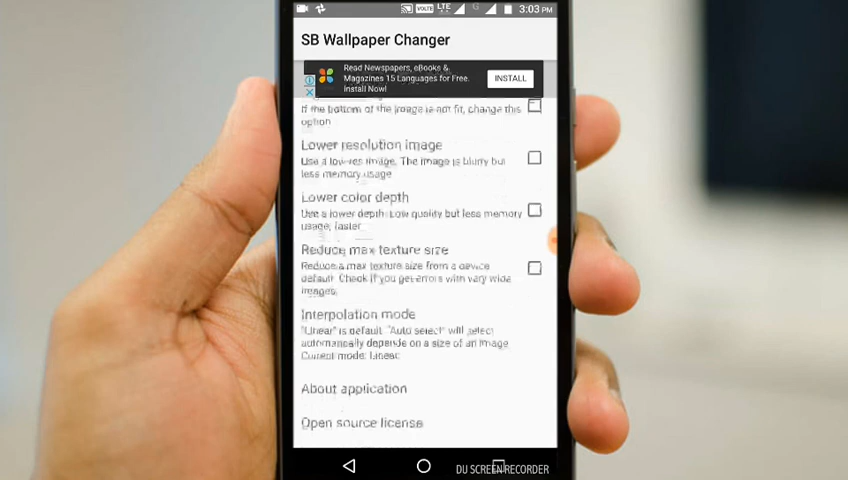 VOLTE LTE G 3:03 PM
SB Wallpaper Changer
Read Newspapers, eBooks &
Magazines 15 Languages for Free.
Install Now!
INSTALL
If the bottom of the image is not fit, change this
option
Lower resolution image
Use a low-res image. The image is blurry but
less memory usage
Lower color depth
Use a lower depth. Low quality but less memory
usage, faster
Reduce max texture size
Reduce a max texture size from a device
default. Check if you get errors with very wide
images.
Interpolation mode
"Linear" is default. "Auto select" will select
automanually depends on a size of an image
Current mode: Linear
About application
Open source license
DU SCREEN RECORDER